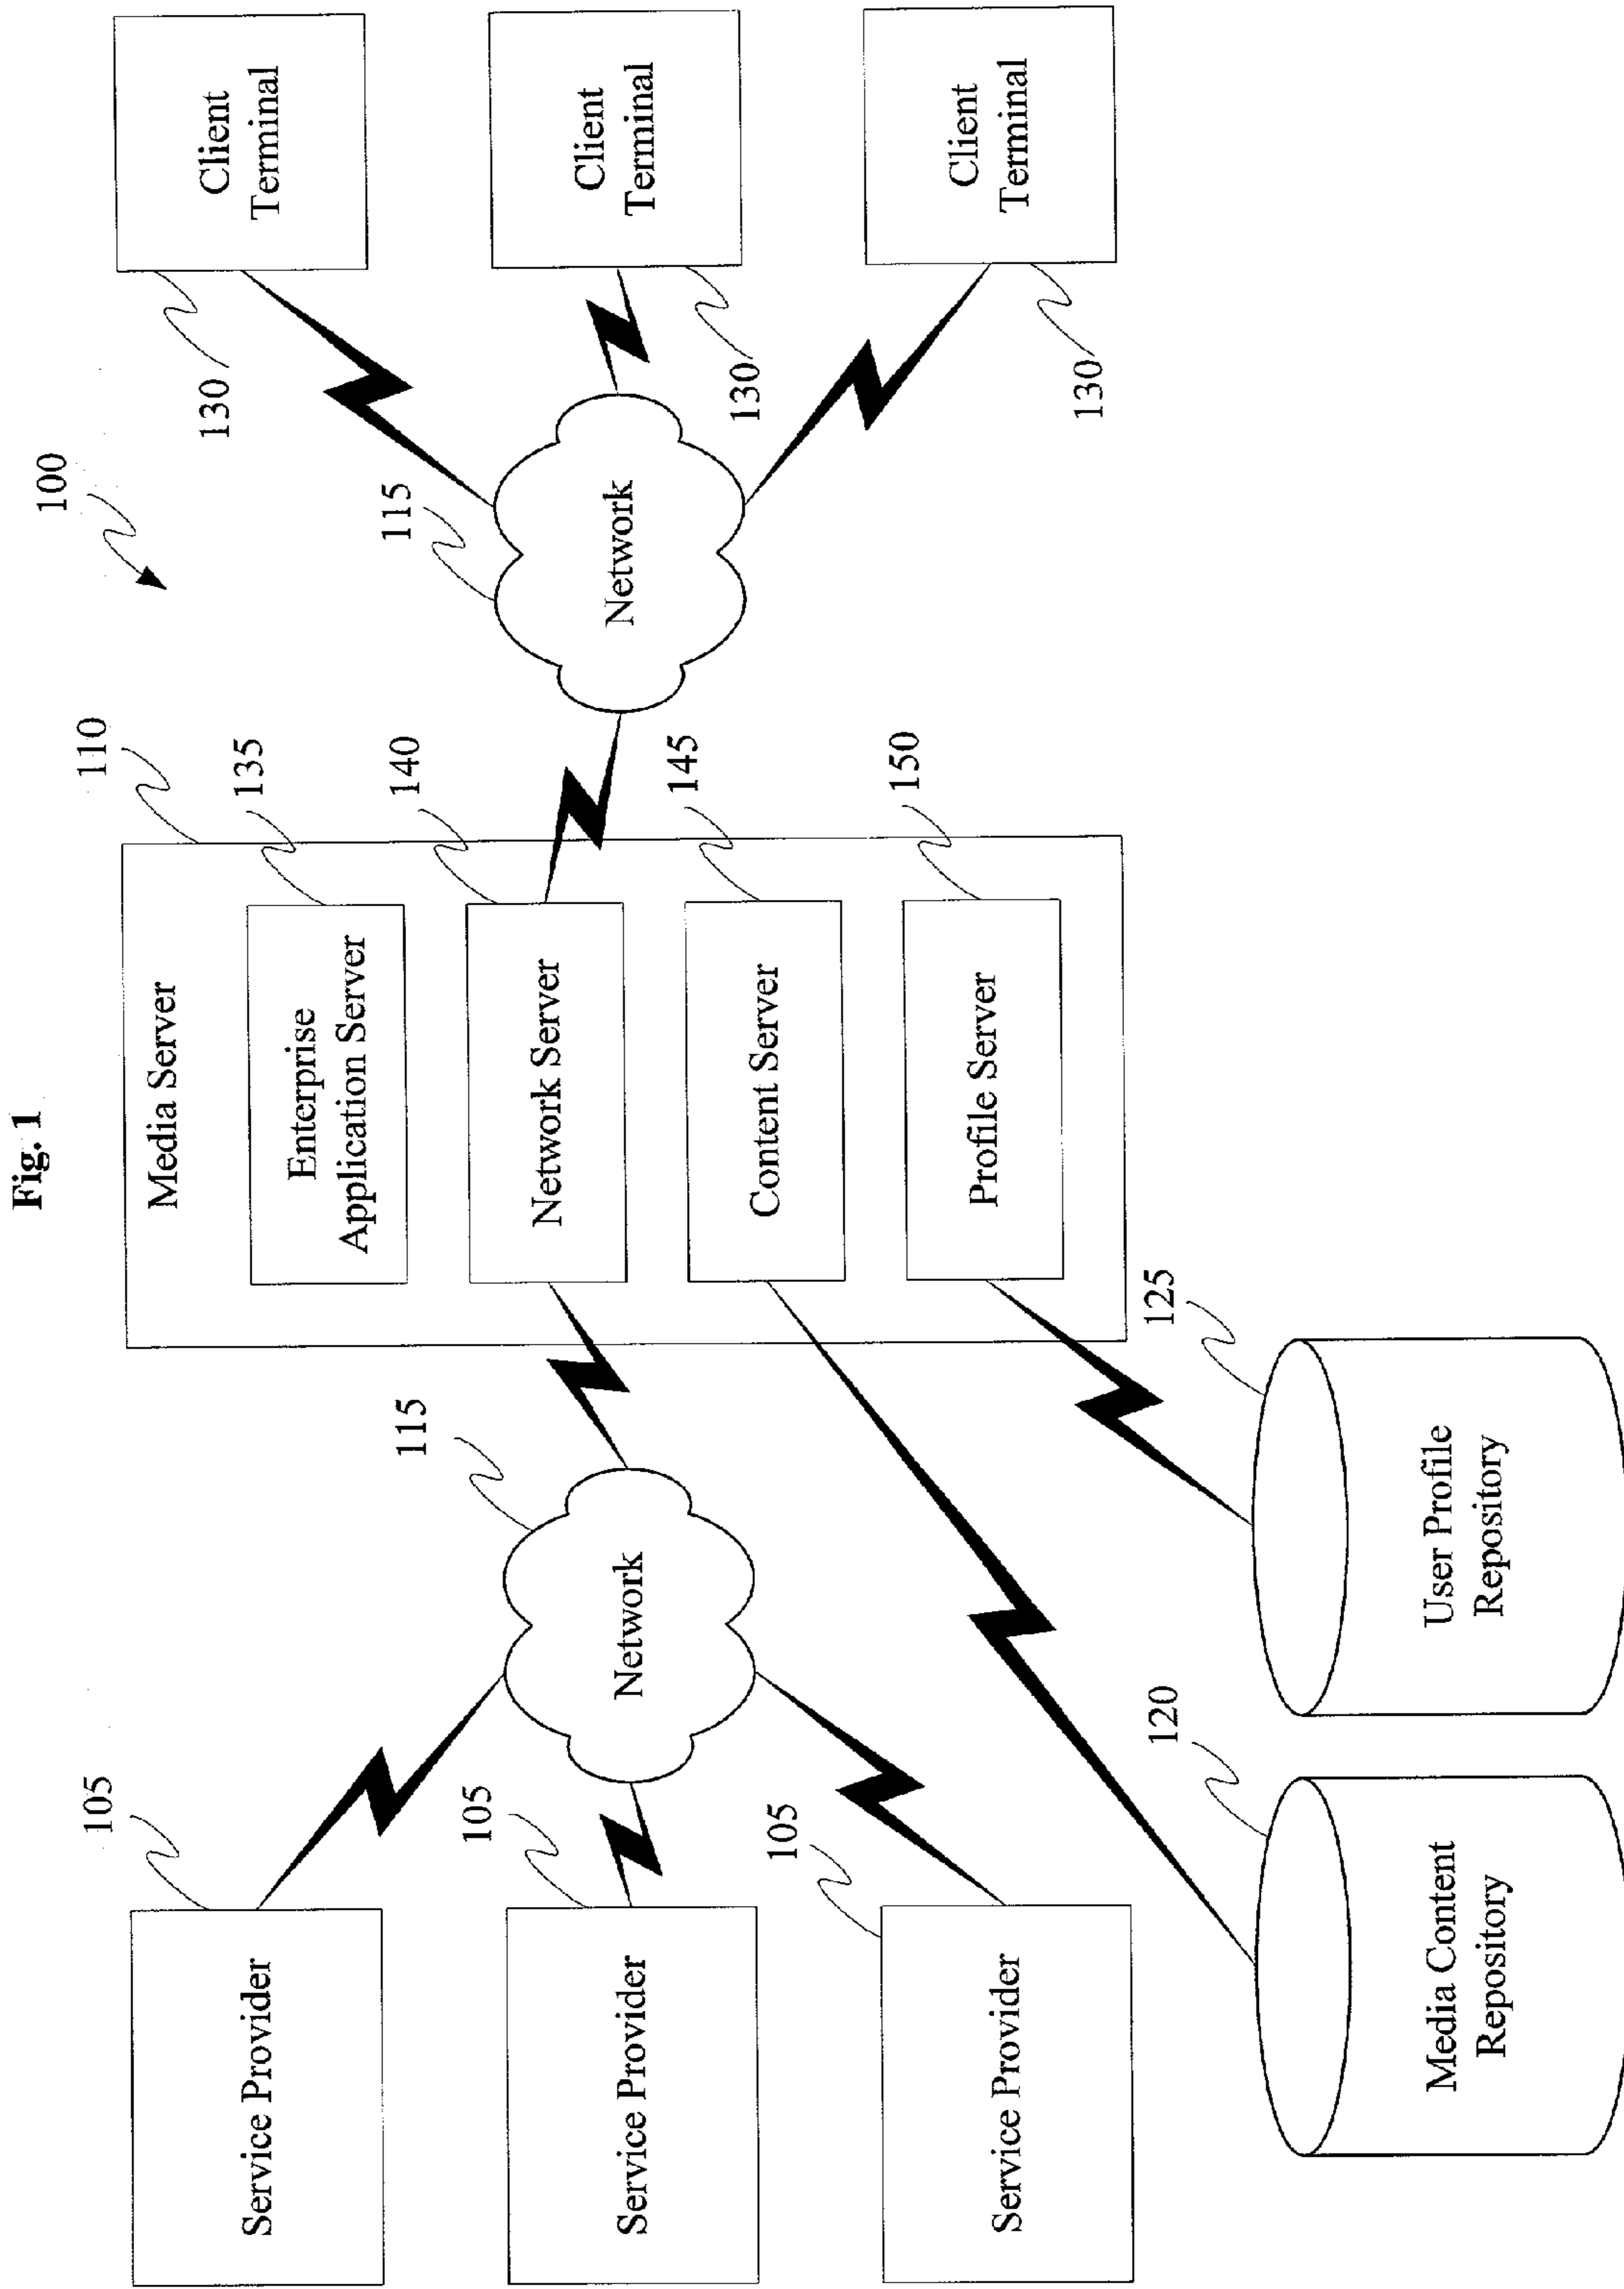 Fig. 1
100
110
Media Server
135
Enterprise
Application Server
140
Network Server
145
Content Server
150
Profile Server
105
Service Provider
105
Service Provider
105
Service Provider
115
Network
115
Network
130
Client
Terminal
130
Client
Terminal
130
Client
Terminal
120
Media Content
Repository
125
User Profile
Repository